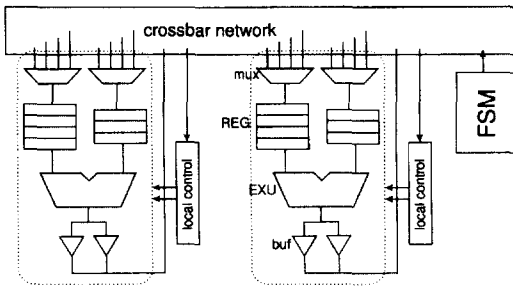 crossbar network
mux
REG
FSM
EXU
local control
local control
buf